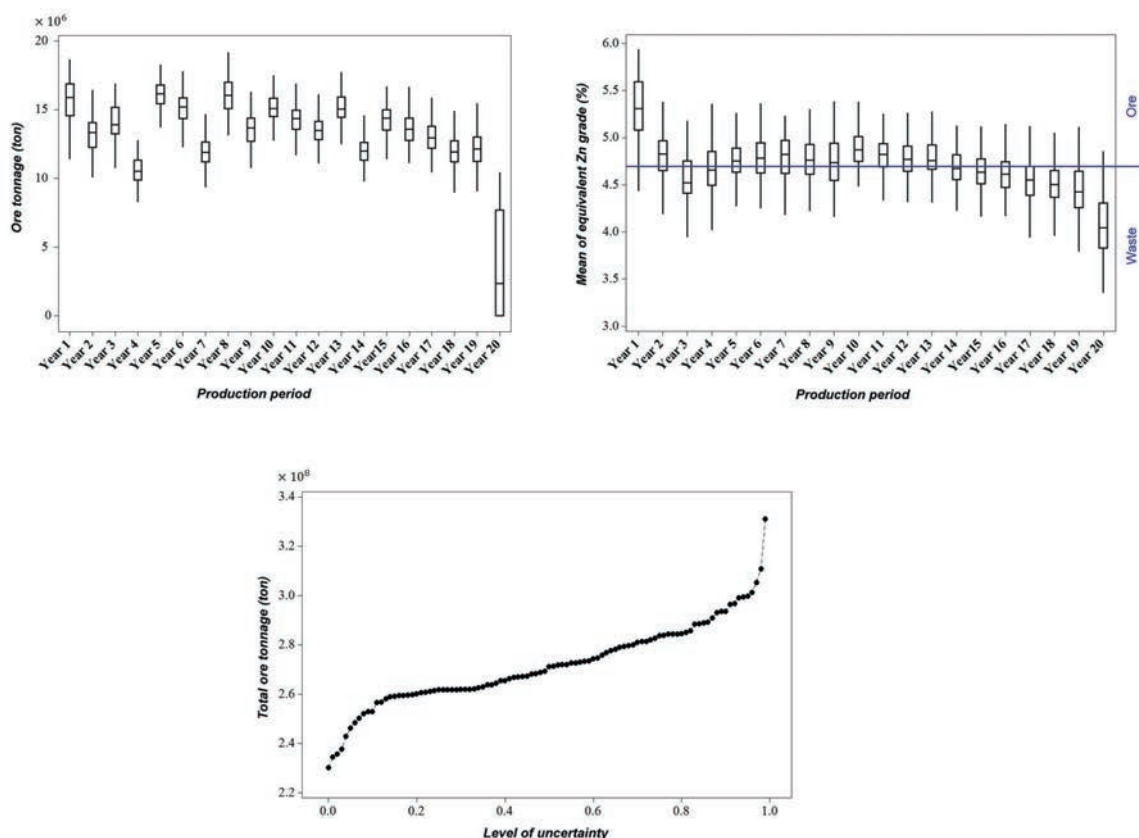 × 10⁶
20
15
10
5
0
Ore tonnage (ton)
Year 1
Year 2
Year 3
Year 4
Year 5
Year 6
Year 7
Year 8
Year 9
Year 10
Year 11
Year 12
Year 13
Year 14
Year15
Year 16
Year 17
Year 18
Year 19
Year 20
Production period
6.0
5.5
5.0
4.5
4.0
3.5
3.0
Mean of equivalent Zn grade (%)
Ore
Waste
Year 1
Year 2
Year 3
Year 4
Year 5
Year 6
Year 7
Year 8
Year 9
Year 10
Year 11
Year 12
Year 13
Year 14
Year15
Year 16
Year 17
Year 18
Year 19
Year 20
Production period
× 10⁸
3.4
3.2
3.0
2.8
2.6
2.4
2.2
Total ore tonnage (ton)
0.0 0.2 0.4 0.6 0.8 1.0
Level of uncertainty